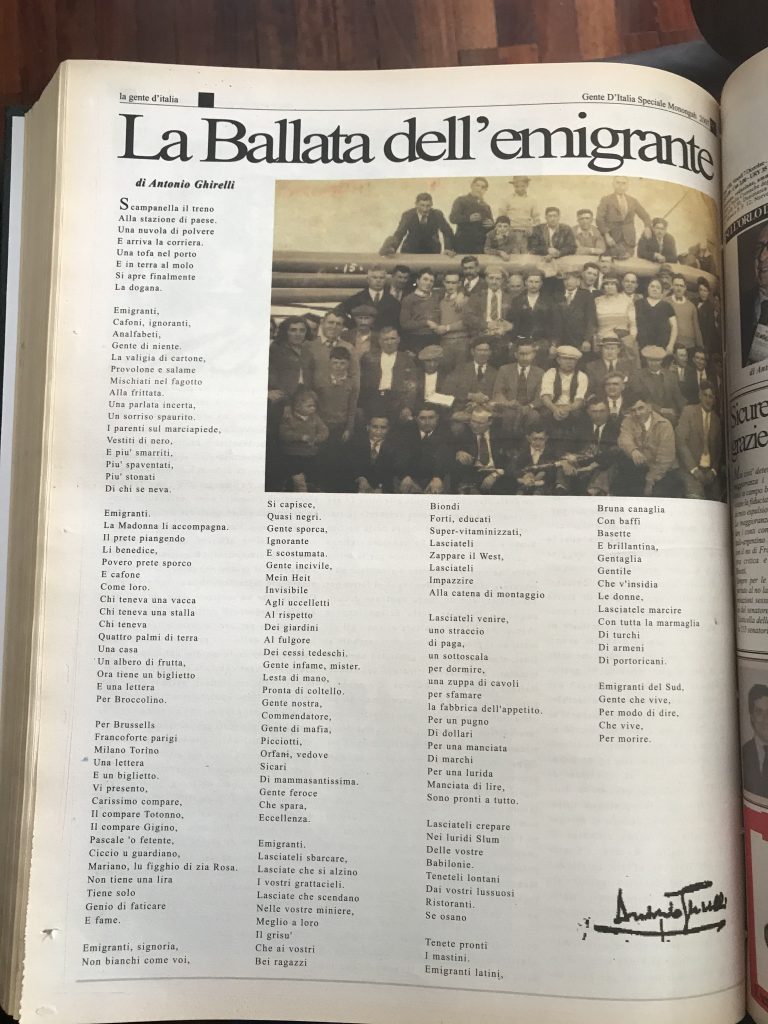 la gente d'italia
Gente D'Italia Speciale Monongah
La Ballata dell'emigrante
di Antonio Ghirelli
Scampanella il treno
Alla stazione di paese.
Una nuvola di polvere
E arriva la corriera.
Una tofa nel porto
E in terra al molo
Si apre finalmente
La dogana.
Emigranti,
Cafoni, ignoranti,
Analfabeti,
Gente di niente.
La valigia di cartone,
Provolone e salame
Mischiati nel fagotto
Alla frittata.
Una parlata incerta,
Un sorriso spaurito.
I parenti sul marciapiede,
Vestiti di nero,
E piu' smarriti,
Piu' spaventati,
Piu' stonati
Di chi se neva.
Emigranti.
La Madonna li accompagna.
Il prete piangendo
Li benedice,
Povero prete sporco
E cafone
Come loro.
Chi teneva una vacca
Chi teneva una stalla
Chi teneva
Quattro palmi di terra
Una casa
Un albero di frutta,
Ora tiene un biglietto
E una lettera
Per Broccolino.
Per Brussells
Francoforte parigi
Milano Torino
Una lettera
E un biglietto.
Vi presento,
Carissimo compare,
Il compare Totonno,
Il compare Gigino,
Pascale 'o fetente,
Ciccio u guardiano,
Mariano, lu figghio di zia Rosa.
Non tiene una lira
Tiene solo
Genio di faticare
E fame.
Emigranti, signoria,
Non bianchi come voi,
Si capisce,
Quasi negri.
Gente sporca,
Ignorante
E scostumata.
Gente incivile,
Mein Heit
Invisibile
Agli uccelletti
Al rispetto
Dei giardini
Al fulgore
Dei cessi tedeschi.
Gente infame, mister.
Lesta di mano,
Pronta di coltello.
Gente nostra,
Commendatore,
Gente di mafia,
Picciotti,
Orfani, vedove
Sicari
Di mammasantissima.
Gente feroce
Che spara,
Eccellenza.
Emigranti.
Lasciateli sbarcare,
Lasciate che si alzino
I vostri grattacieli.
Lasciate che scendano
Nelle vostre miniere,
Meglio a loro
Il grisu'
Che ai vostri
Bei ragazzi
Biondi
Forti, educati
Super-vitaminizzati,
Lasciateli
Zappare il West,
Lasciateli
Impazzire
Alla catena di montaggio
Lasciateli venire,
uno straccio
di paga,
un sottoscala
per dormire,
una zuppa di cavoli
per sfamare
la fabbrica dell'appetito.
Per un pugno
Di dollari
Per una manciata
Di marchi
Per una lurida
Manciata di lire,
Sono pronti a tutto.
Lasciateli crepare
Nei luridi Slum
Delle vostre
Babilonie.
Teneteli lontani
Dai vostri lussuosi
Ristoranti.
Se osano
Tenete pronti
I mastini.
Emigranti latini,
Bruna canaglia
Con baffi
Basette
E brillantina,
Gentaglia
Gentile
Che v'insidia
Le donne,
Lasciatele marcire
Con tutta la marmaglia
Di turchi
Di armeni
Di portoricani.
Emigranti del Sud,
Gente che vive,
Per modo di dire,
Che vive,
Per morire.